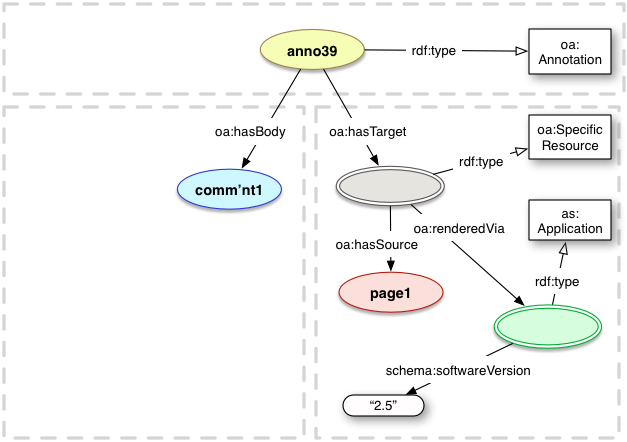 anno39
rdf:type
oa:
Annotation
oa:hasBody
oa:hasTarget
oa:Specific
Resource
rdf:type
comm'nt1
oa:renderedVia
as:
Application
oa:hasSource
rdf:type
page1
schema:softwareVersion
“2.5”